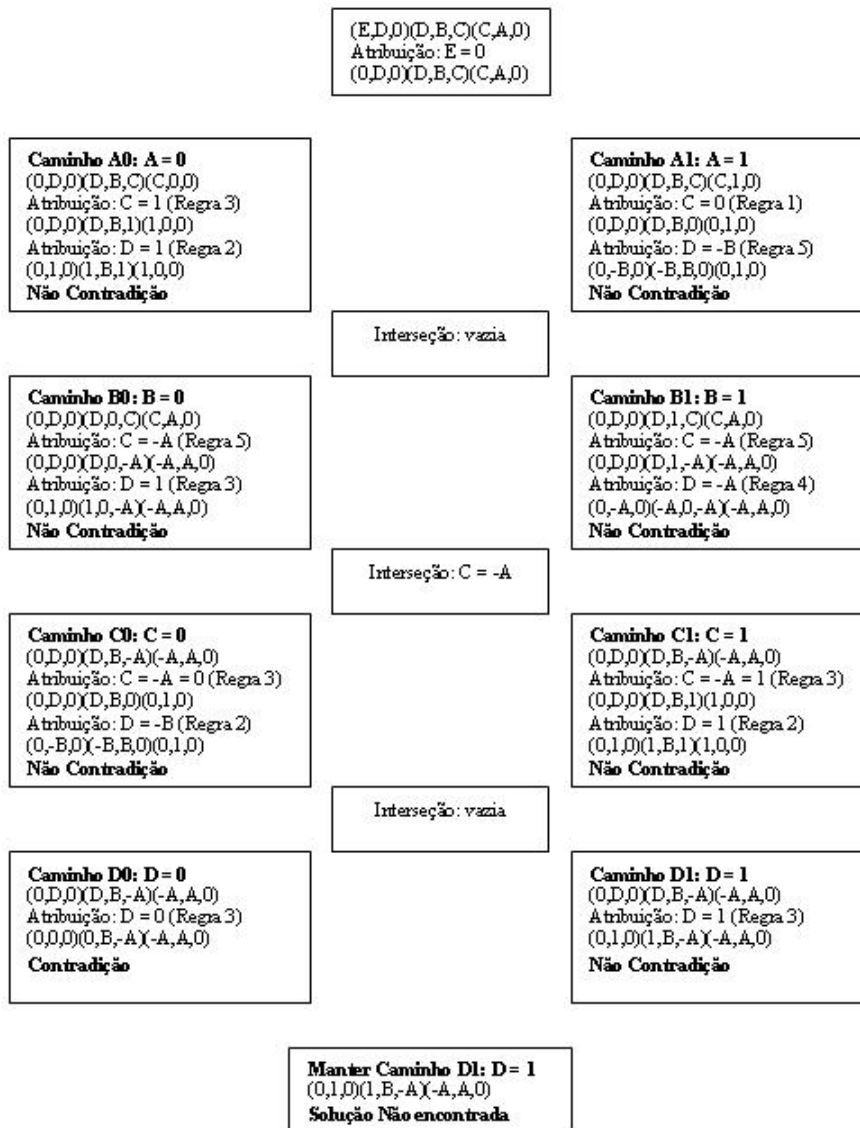 (E,D,0)(D,B,C)(C,A,0)
Atribuição: E = 0
(0,D,0)(D,B,C)(C,A,0)
Caminho A0: A = 0
(0,D,0)(D,B,C)(C,0,0)
Atribuição: C = 1 (Regra 3)
(0,D,0)(D,B,1)(1,0,0)
Atribuição: D = 1 (Regra 2)
(0,1,0)(1,B,1)(1,0,0)
Não Contradição
Caminho A1: A = 1
(0,D,0)(D,B,C)(C,1,0)
Atribuição: C = 0 (Regra 1)
(0,D,0)(D,B,0)(0,1,0)
Atribuição: D = -B (Regra 5)
(0,-B,0)(-B,B,0)(0,1,0)
Não Contradição
Interseção: vazia
Caminho B0: B = 0
(0,D,0)(D,0,C)(C,A,0)
Atribuição: C = -A (Regra 5)
(0,D,0)(D,0,-A)(-A,A,0)
Atribuição: D = 1 (Regra 3)
(0,1,0)(1,0,-A)(-A,A,0)
Não Contradição
Caminho B1: B = 1
(0,D,0)(D,1,C)(C,A,0)
Atribuição: C = -A (Regra 5)
(0,D,0)(D,1,-A)(-A,A,0)
Atribuição: D = -A (Regra 4)
(0,-A,0)(-A,0,-A)(-A,A,0)
Não Contradição
Interseção: C = -A
Caminho C0: C = 0
(0,D,0)(D,B,-A)(-A,A,0)
Atribuição: C = -A = 0 (Regra 3)
(0,D,0)(D,B,0)(0,1,0)
Atribuição: D = -B (Regra 2)
(0,-B,0)(-B,B,0)(0,1,0)
Não Contradição
Caminho C1: C = 1
(0,D,0)(D,B,-A)(-A,A,0)
Atribuição: C = -A = 1 (Regra 3)
(0,D,0)(D,B,1)(1,0,0)
Atribuição: D = 1 (Regra 2)
(0,1,0)(1,B,1)(1,0,0)
Não Contradição
Interseção: vazia
Caminho D0: D = 0
(0,D,0)(D,B,-A)(-A,A,0)
Atribuição: D = 0 (Regra 3)
(0,0,0)(0,B,-A)(-A,A,0)
Contradição
Caminho D1: D = 1
(0,D,0)(D,B,-A)(-A,A,0)
Atribuição: D = 1 (Regra 3)
(0,1,0)(1,B,-A)(-A,A,0)
Não Contradição
Manter Caminho D1: D = 1
(0,1,0)(1,B,-A)(-A,A,0)
Solução Não encontrada